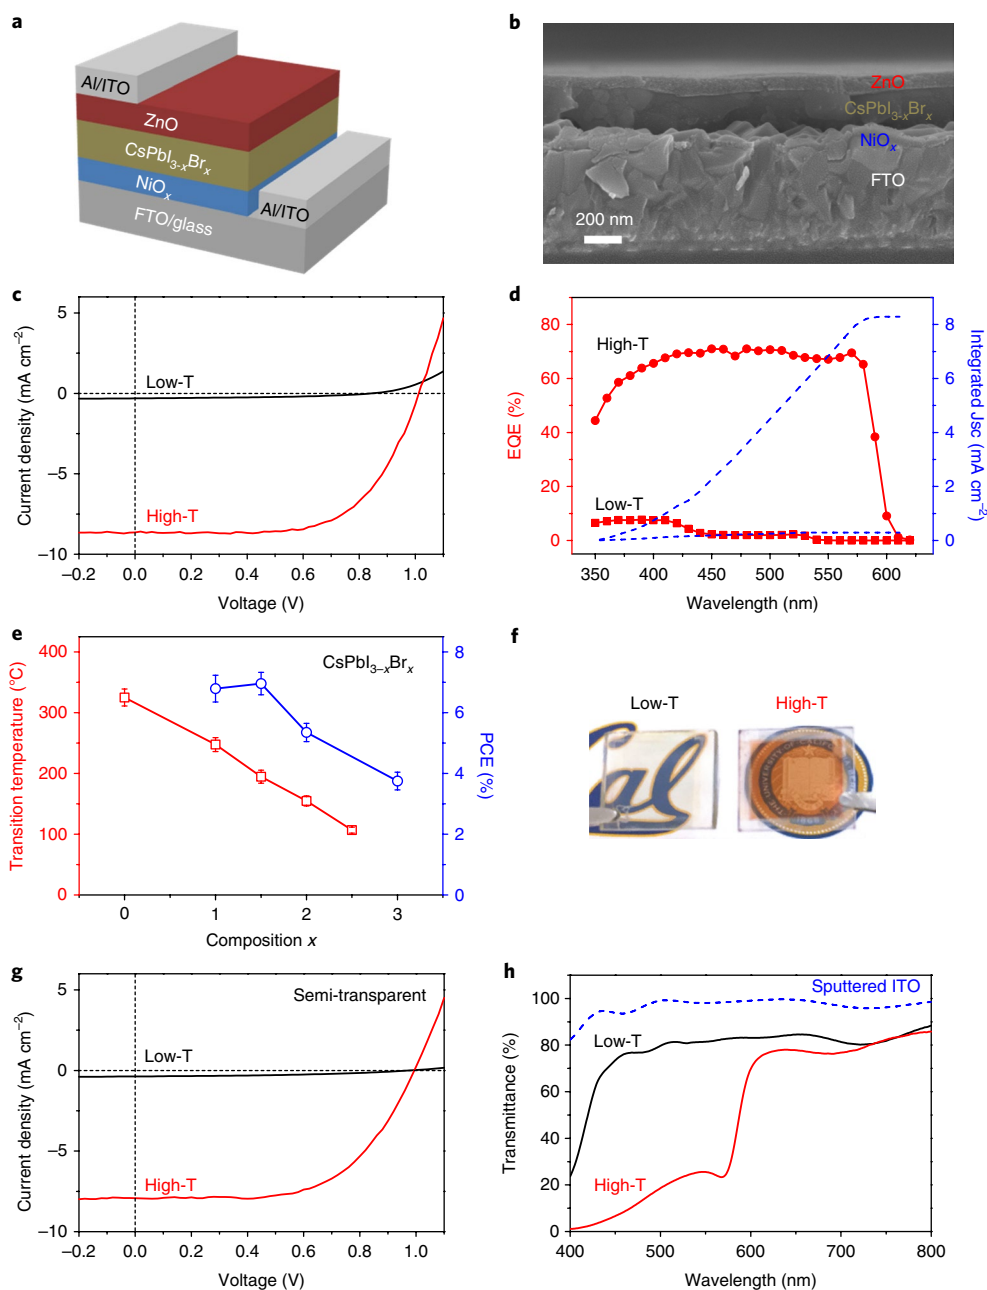 a
Al/ITO
ZnO
CsPbI3-xBrx
NiOx
FTO/glass
Al/ITO
b
ZnO
CsPbI3-xBrx
NiOx
FTO
200 nm
c
Current density (mA cm−2)
5
0
−5
−10
Low-T
High-T
−0.2
0.0
0.2
0.4
0.6
0.8
1.0
Voltage (V)
d
EQE (%)
80
60
40
20
0
High-T
Low-T
8
6
4
2
0
Integrated Jsc (mA cm−2)
350
400
450
500
550
600
Wavelength (nm)
e
Transition temperature (°C)
400
300
200
100
0
CsPbI3−xBrx
8
6
4
2
0
PCE (%)
0
1
2
3
Composition x
f
Low-T
High-T
Cal
THE UNIVERSITY OF CALIFORNIA
1868
g
Current density (mA cm−2)
5
0
−5
−10
Semi-transparent
Low-T
High-T
−0.2
0.0
0.2
0.4
0.6
0.8
1.0
Voltage (V)
h
Transmittance (%)
100
80
60
40
20
0
Sputtered ITO
Low-T
High-T
400
500
600
700
800
Wavelength (nm)